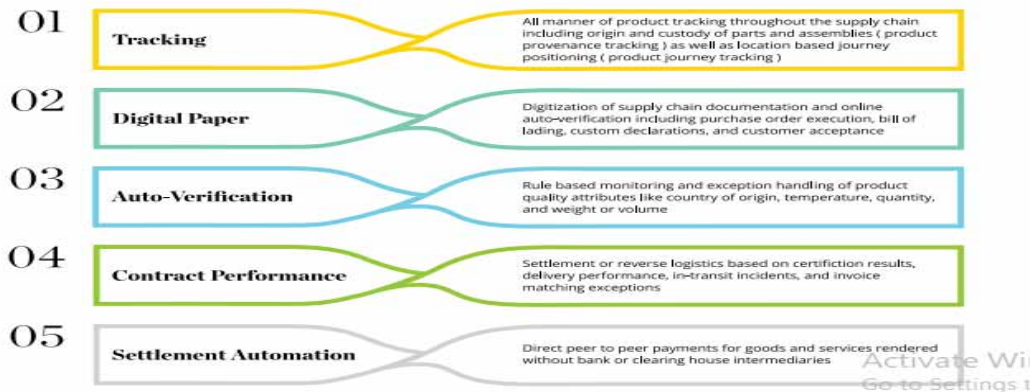 01
Tracking
All manner of product tracking throughout the supply chain
including origin and custody of parts and assemblies ( product
provenance tracking ) as well as location based journey
positioning ( product journey tracking )
02
Digital Paper
Digitization of supply chain documentation and online
auto-verification including purchase order execution, bill of
lading, custom declarations, and customer acceptance
03
Auto-Verification
Rule based monitoring and exception handling of product
quality attributes like country of origin, temperature, quantity,
and weight or volume
04
Contract Performance
Settlement or reverse logistics based on certifiction results,
delivery performance, in-transit incidents, and invoice
matching exceptions
05
Settlement Automation
Direct peer to peer payments for goods and services rendered
without bank or clearing house intermediaries
Activate Wi
Go to Settings t